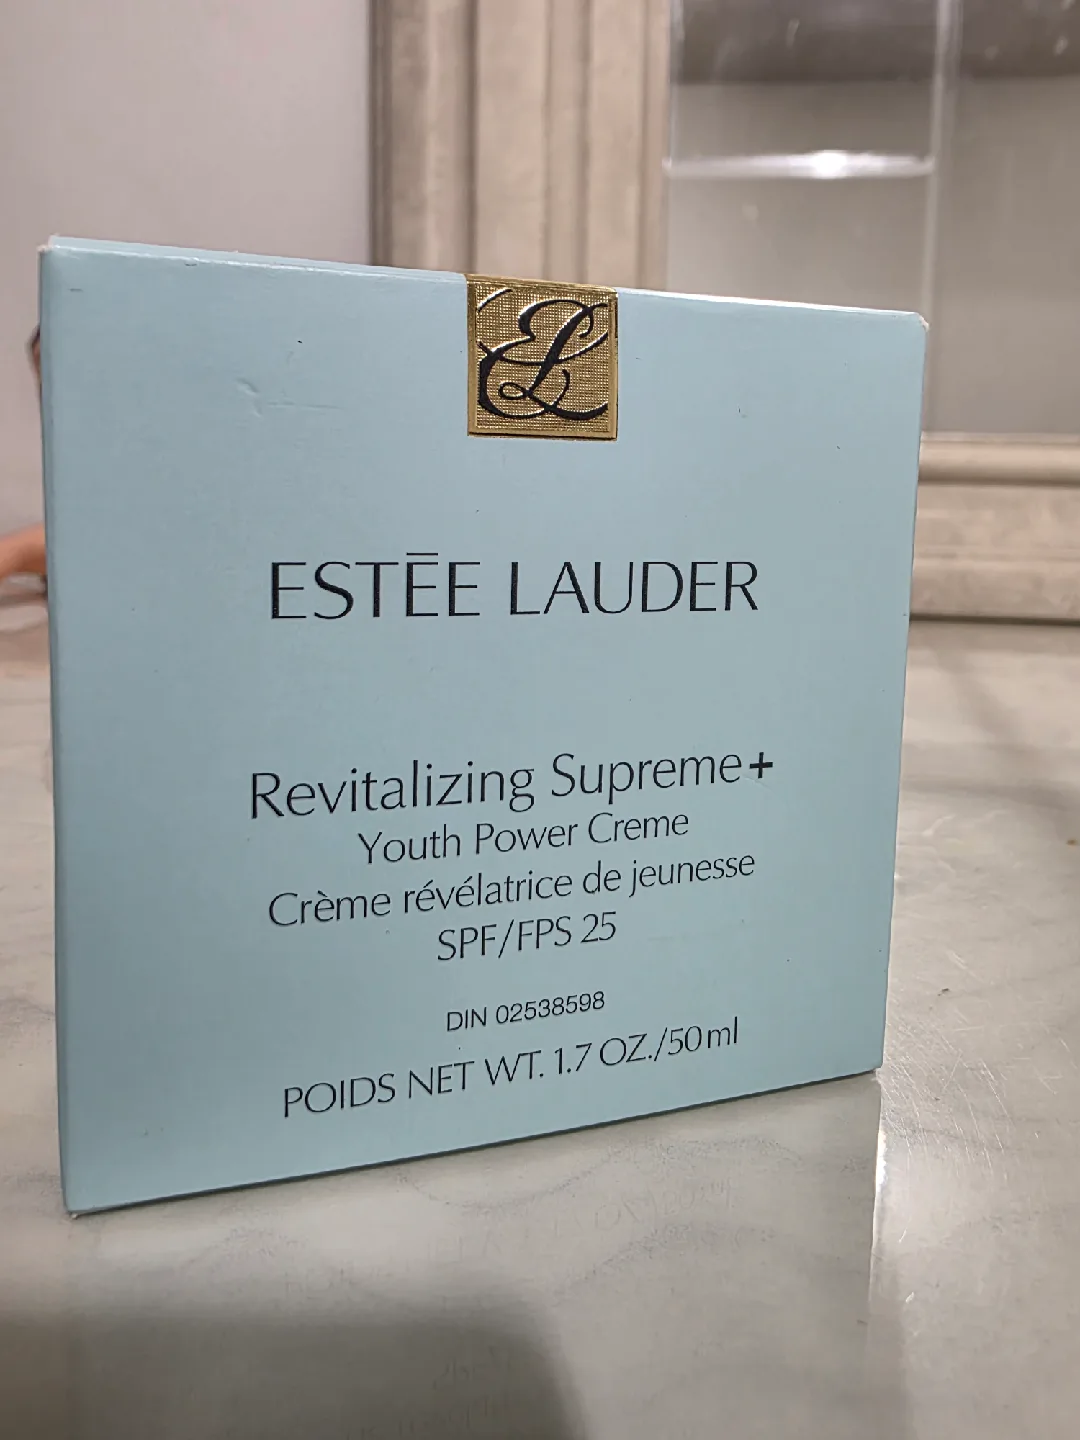 EL
ESTĒE LAUDER
Revitalizing Supreme+
Youth Power Creme
Crème révélatrice de jeunesse
SPF/FPS 25
DIN 02538598
POIDS NET WT. 1.7 OZ./50ml